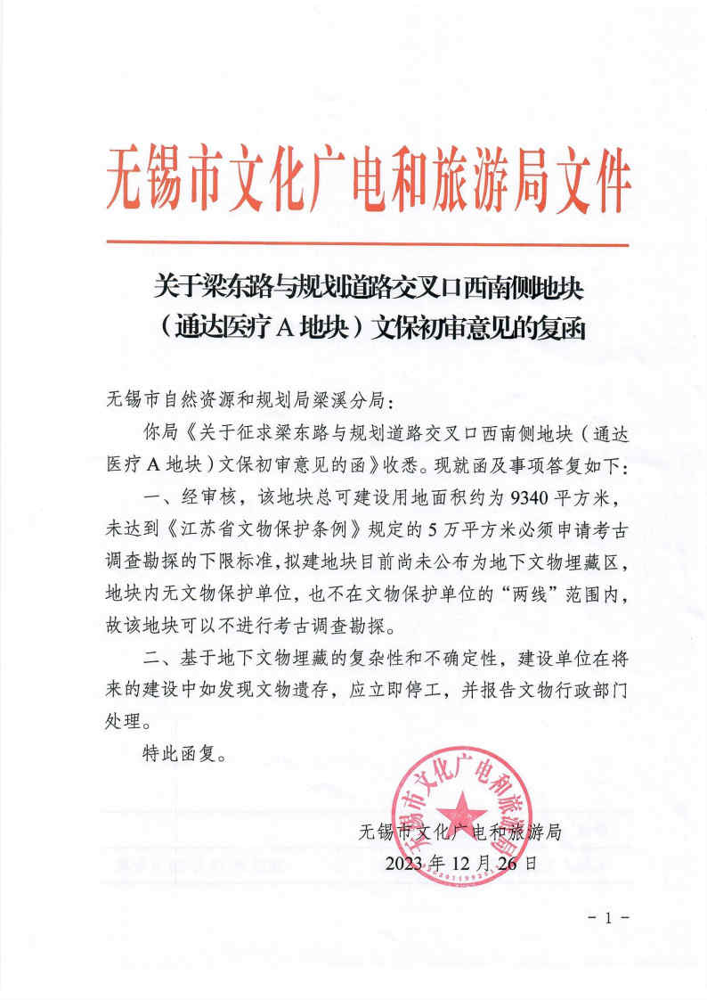 无锡市文化广电和旅游局文件
关于梁东路与规划道路交叉口西南侧地块
（通达医疗 A 地块）文保初审意见的复函
无锡市自然资源和规划局梁溪分局：
你局《关于征求梁东路与规划道路交叉口西南侧地块（通达
医疗 A 地块）文保初审意见的函》收悉。现就函及事项答复如下：
一、经审核，该地块总可建设用地面积约为 9340 平方米，
未达到《江苏省文物保护条例》规定的 5 万平方米必须申请考古
调查勘探的下限标准，拟建地块目前尚未公布为地下文物埋藏区，
地块内无文物保护单位，也不在文物保护单位的“两线”范围内，
故该地块可以不进行考古调查勘探。
二、基于地下文物埋藏的复杂性和不确定性，建设单位在将
来的建设中如发现文物遗存，应立即停工，并报告文物行政部门
处理。
特此函复。
无锡市文化广电和旅游局
无锡市文化广电和旅游局
2023 年 12 月 26 日
- 1 -